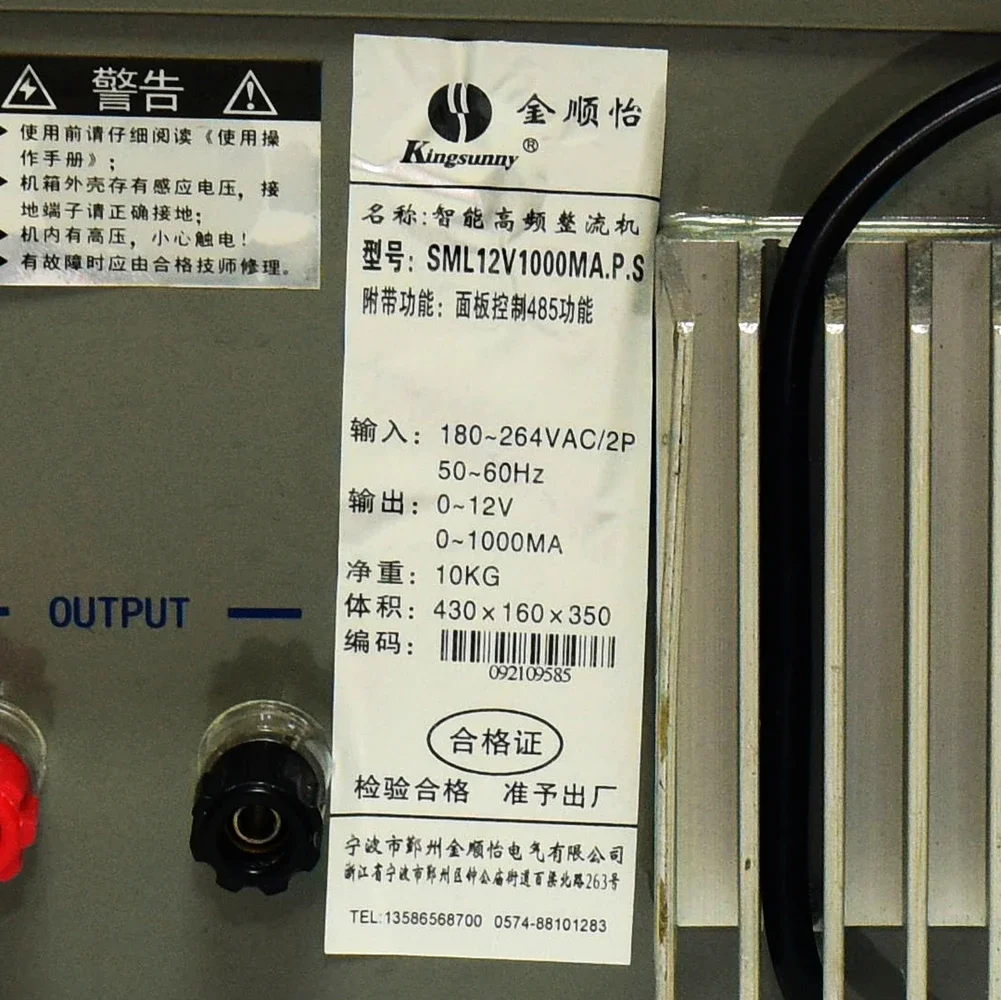 警告
使用前请仔细阅读《使用操
作手册》;
机箱外壳存有感应电压, 接
地端子请正确接地;
机内有高压, 小心触电!
有故障时应由合格技师修理。
OUTPUT
金顺怡
Kingsunny®
名称:智能高频整流机
型号: SML12V1000MA.P.S
附带功能: 面板控制485功能
输入: 180~264VAC/2P
50~60Hz
输出: 0~12V
0~1000MA
净重: 10KG
体积: 430×160×350
编码:
092109585
合格证
检验合格 准予出厂
宁波市鄞州金顺怡电气有限公司
浙江省宁波市鄞州区钟公庙街道百梁北路263号
TEL:13586568700 0574-88101283